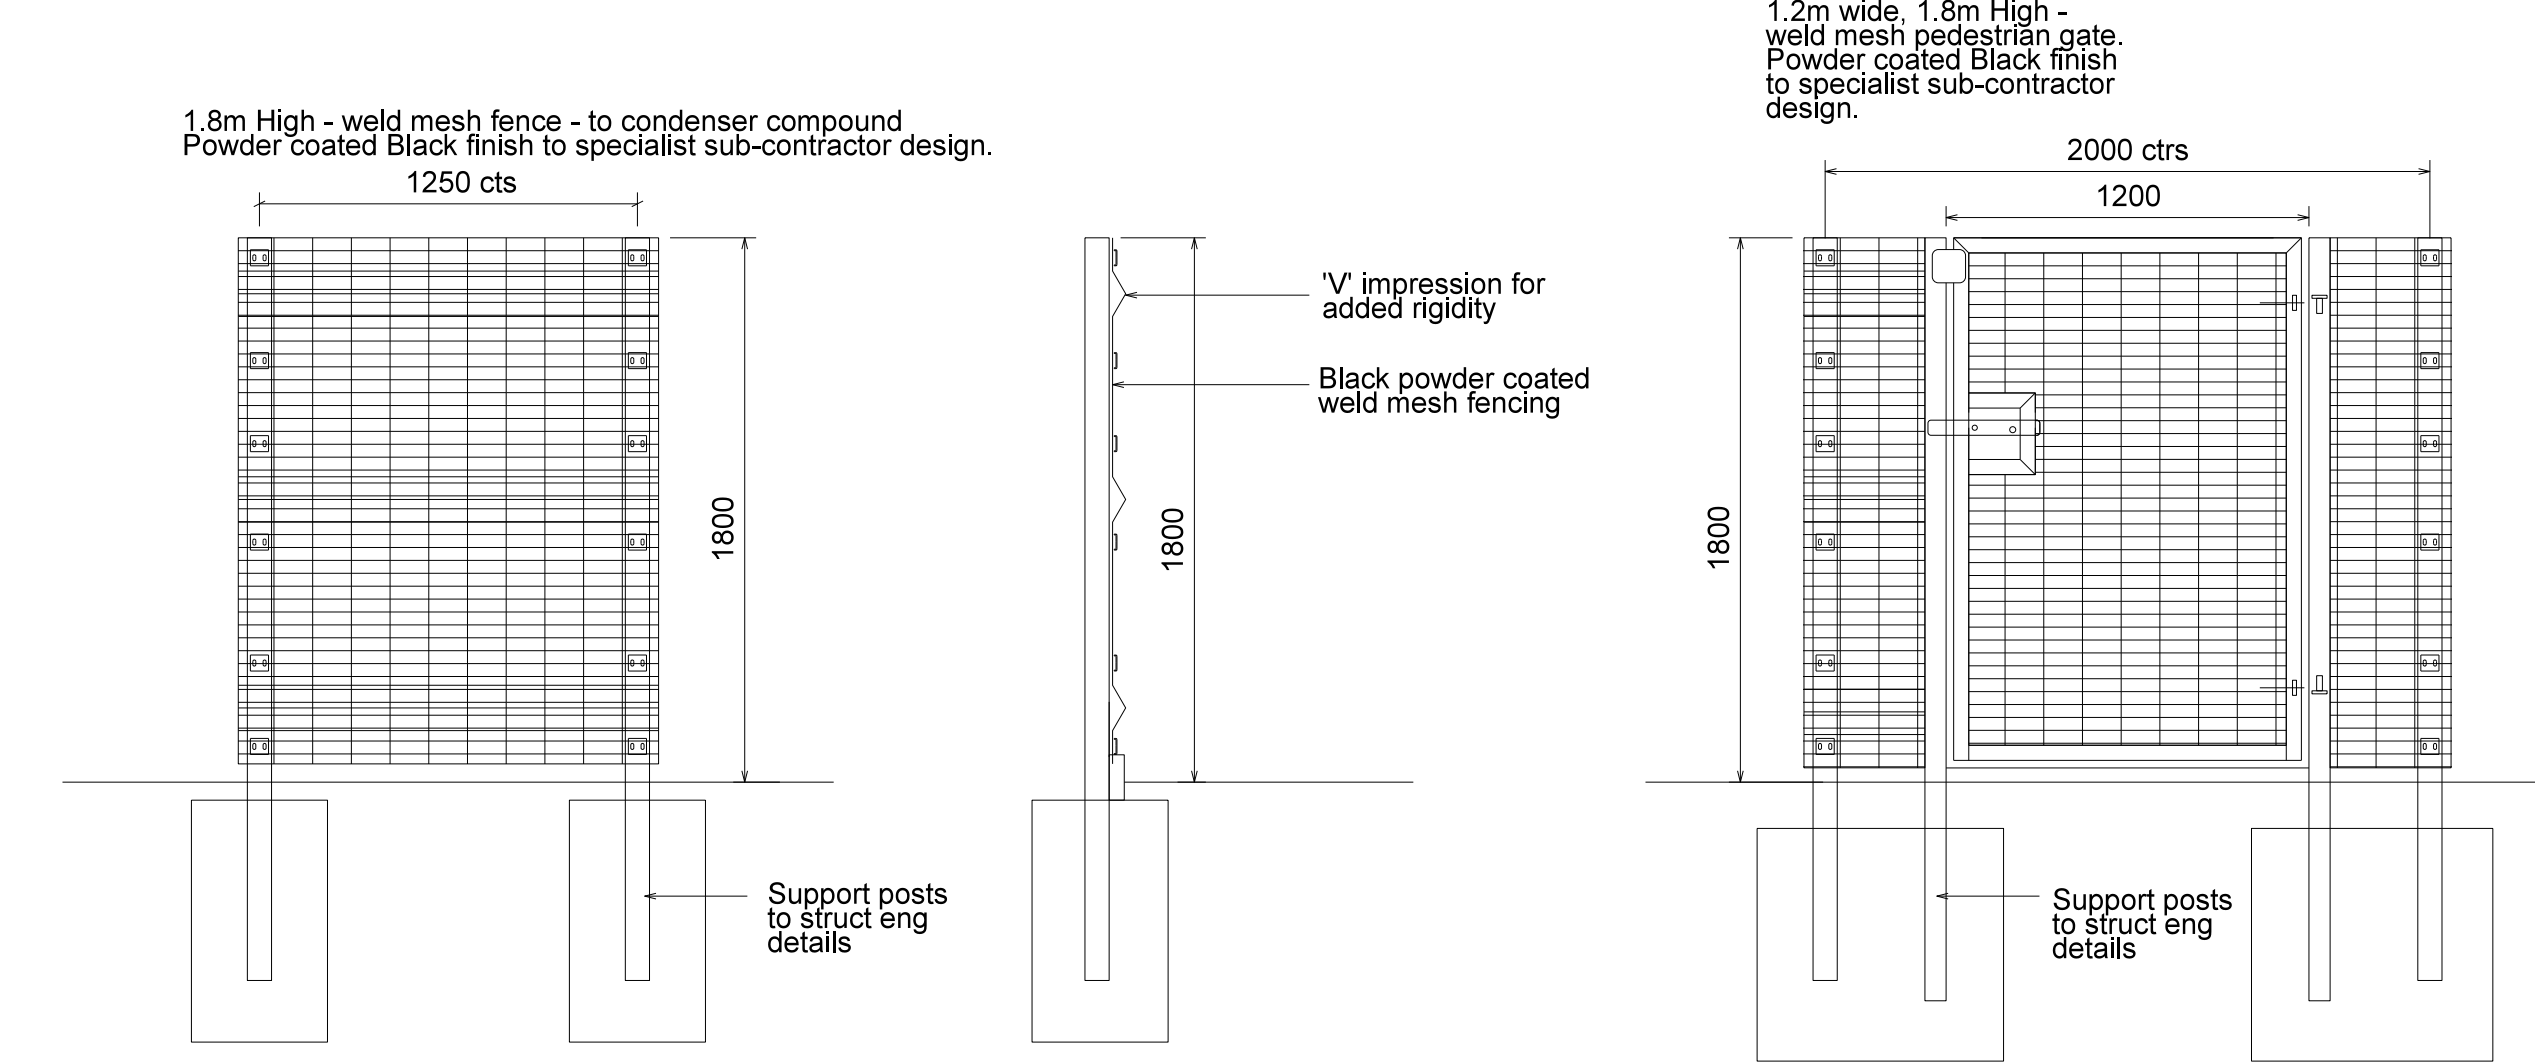 1.8m High - weld mesh fence - to condenser compound
Powder coated Black finish to specialist sub-contractor design.
1250 cts
1800
Support posts
to struct eng
details
'V' impression for
added rigidity
Black powder coated
weld mesh fencing
1800
1.2m wide, 1.8m High -
weld mesh pedestrian gate.
Powder coated Black finish
to specialist sub-contractor
design.
2000 ctrs
1200
1800
Support posts
to struct eng
details